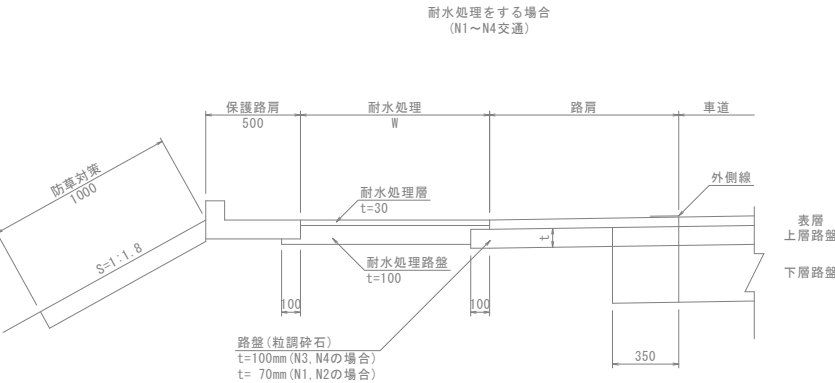 耐水処理をする場合
(N1～N4交通)
保護路肩
500
耐水処理
W
路肩
車道
防草対策
1000
S=1:1.8
耐水処理層
t=30
外側線
表層
上層路盤
下層路盤
t
耐水処理路盤
t=100
100
100
350
路盤(粒調砕石)
t=100mm(N3,N4の場合)
t= 70mm(N1,N2の場合)